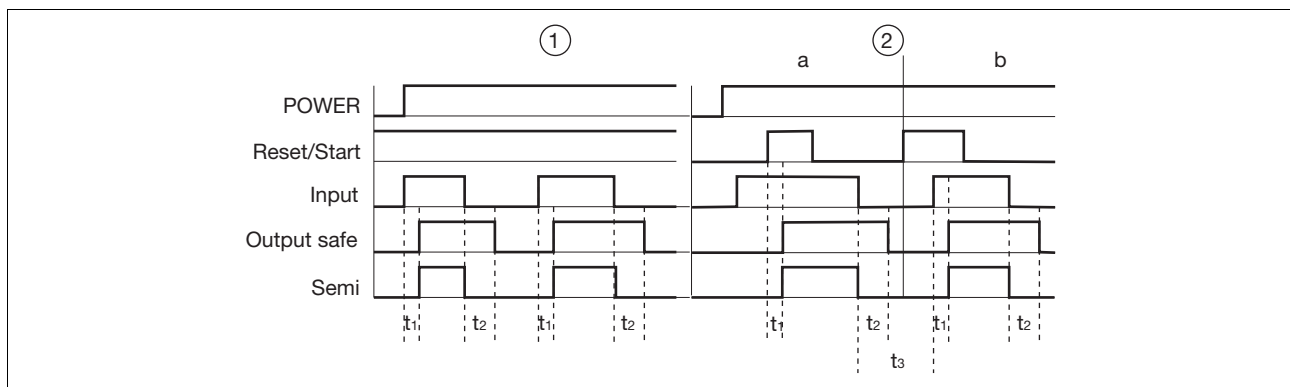 ① ②
a b
POWER
Reset/Start
Input
Output safe
Semi
t1 t2 t1 t2 t1 t2 t1 t2
t3